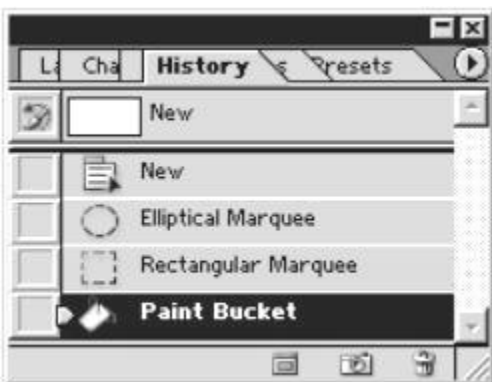 La Cha History s Presets
New
New
Elliptical Marquee
Rectangular Marquee
Paint Bucket